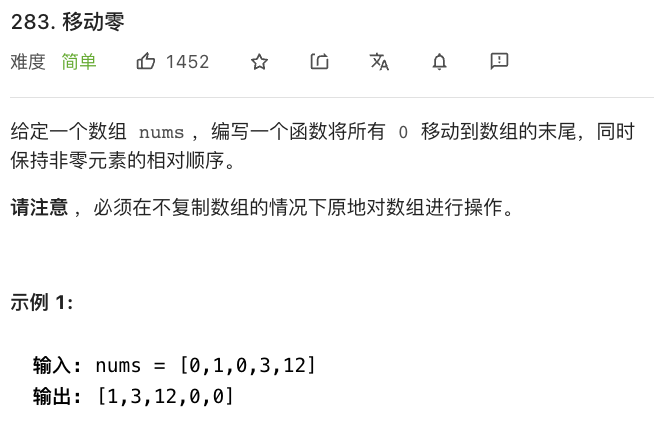 283. 移动零
难度 简单 1452
给定一个数组 nums ，编写一个函数将所有 0 移动到数组的末尾，同时
保持非零元素的相对顺序。
请注意 ，必须在不复制数组的情况下原地对数组进行操作。
示例 1:
输入: nums = [0,1,0,3,12]
输出: [1,3,12,0,0]